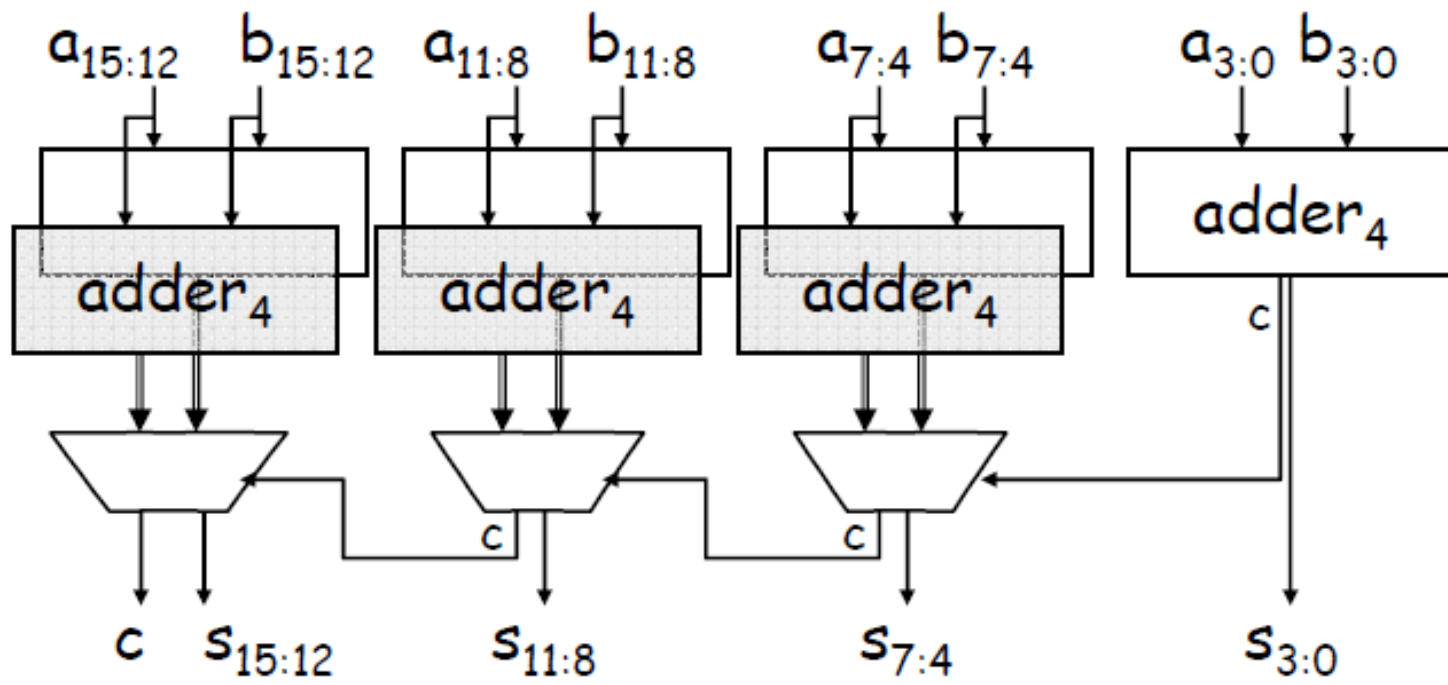 a15:12 b15:12 a11:8 b11:8 a7:4 b7:4 a3:0 b3:0
adder4 adder4 adder4 adder4
c
c c
c s15:12 s11:8 s7:4 s3:0